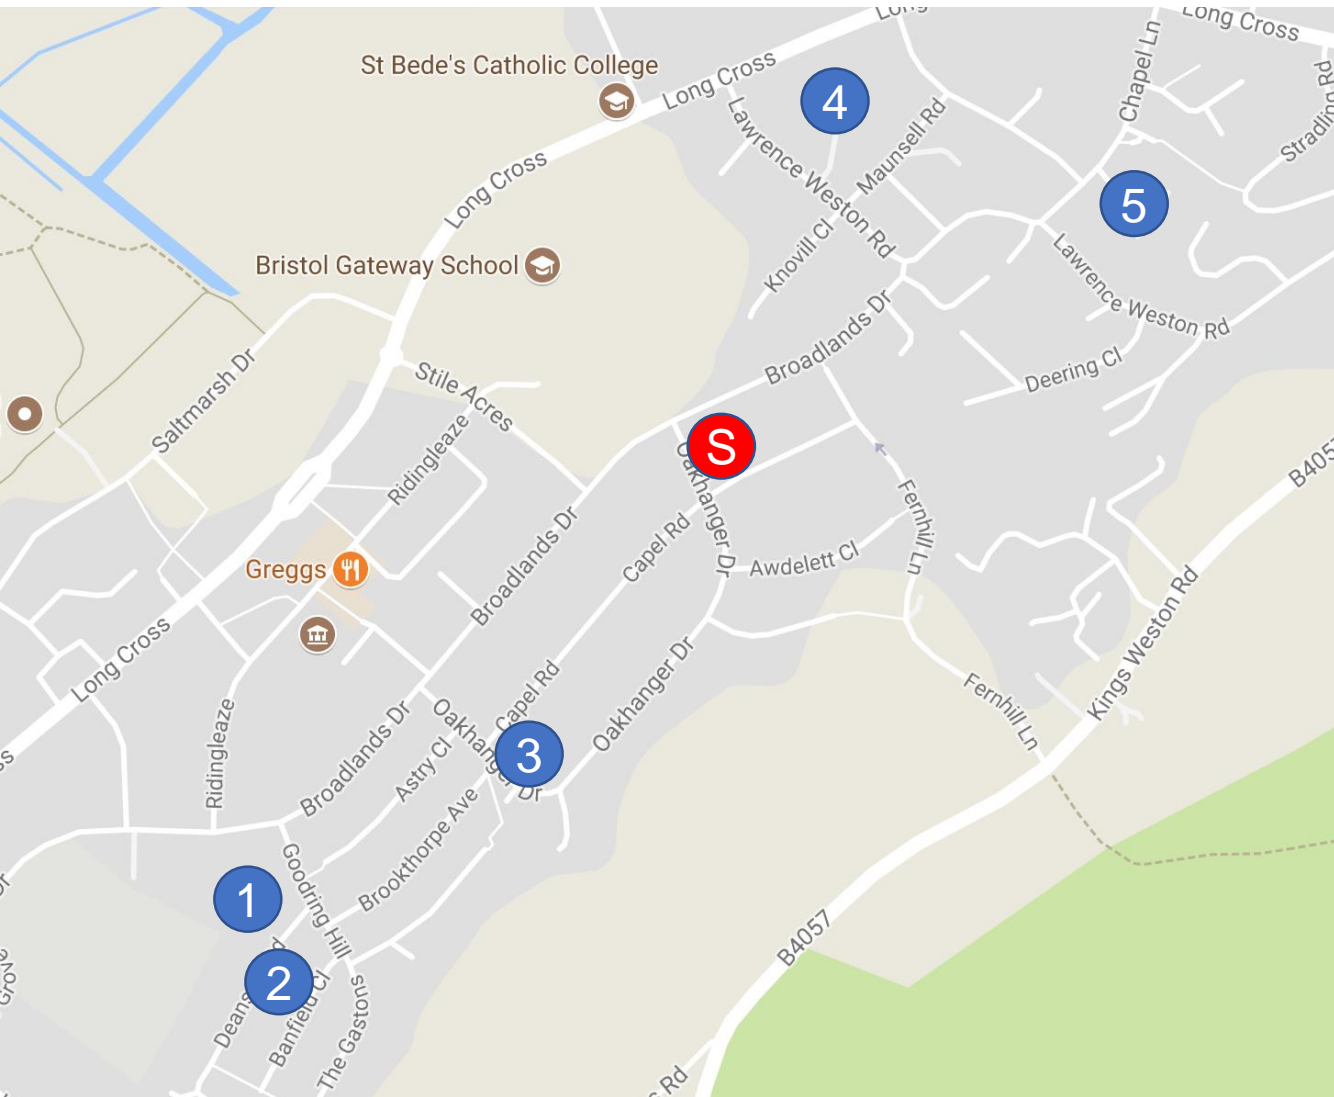 Long
Long Cross
St Bede's Catholic College
Long Cross
4
Chapel Ln
Lawrence Weston Rd
Maunsell Rd
Long Cross
5
Knovill Cl
Bristol Gateway School
Lawrence Weston Rd
Broadlands Dr
Saltmarsh Dr
Stile Acres
Deering Cl
Ridingleaze
S
Oakhanger Dr
B405
Fernhill Ln
Capel Rd
Broadlands Dr
Awdelett Cl
Greggs
Long Cross
Kings Weston Rd
Oakhanger Dr
Capel Rd
Fernhill Ln
Ridingleaze
Broadlands Dr
Oakhanger Dr
3
Astry Cl
Brookthorpe Ave
Goodring Hill
1
B4057
2
Deans
Banfield Cl
The Gastons
s Rd